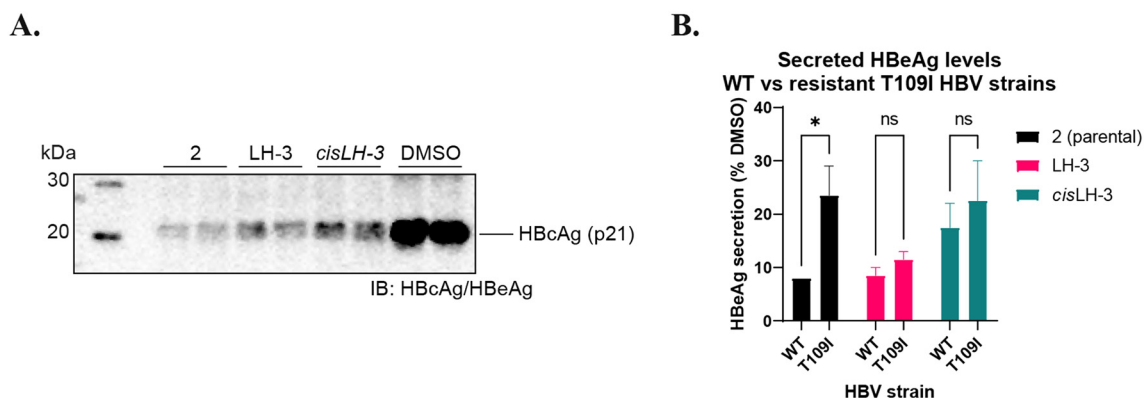 A.
kDa
2 LH-3 cisLH-3 DMSO
30
20
HBcAg (p21)
IB: HBcAg/HBeAg
B.
Secreted HBeAg levels
WT vs resistant T109I HBV strains
HBeAg secretion (% DMSO)
40
30
20
10
0
* ns ns
WT T109I WT T109I WT T109I
HBV strain
2 (parental)
LH-3
cisLH-3